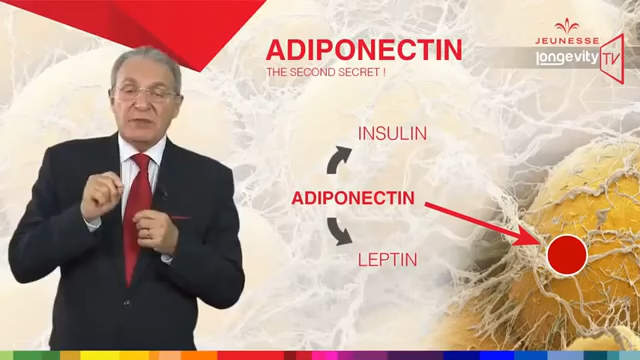 ADIPONECTIN
THE SECOND SECRET !
JEUNESSE
longevity TV
INSULIN
ADIPONECTIN
LEPTIN